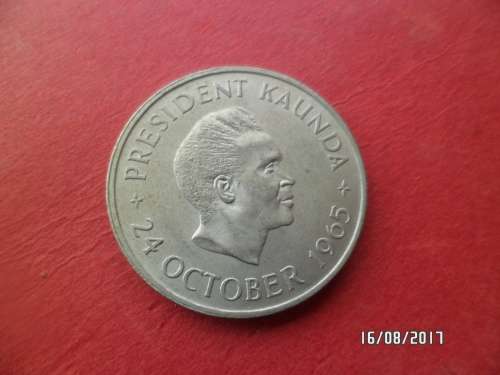 ★ PRESIDENT KAUNDA ★
24 OCTOBER 1965
16/08/2017